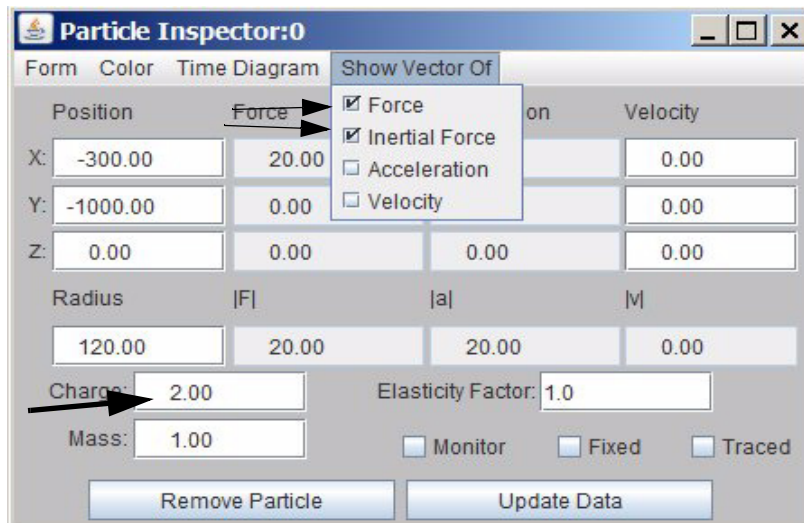 Particle Inspector:0
Form Color Time Diagram Show Vector Of
Force
Inertial Force
Acceleration
Velocity
Position Force on Velocity
X: -300.00 20.00 0.00
Y: -1000.00 0.00 0.00
Z: 0.00 0.00 0.00 0.00
Radius |F| |a| |v|
120.00 20.00 20.00 0.00
Charge: 2.00 Elasticity Factor: 1.0
Mass: 1.00 Monitor Fixed Traced
Remove Particle Update Data